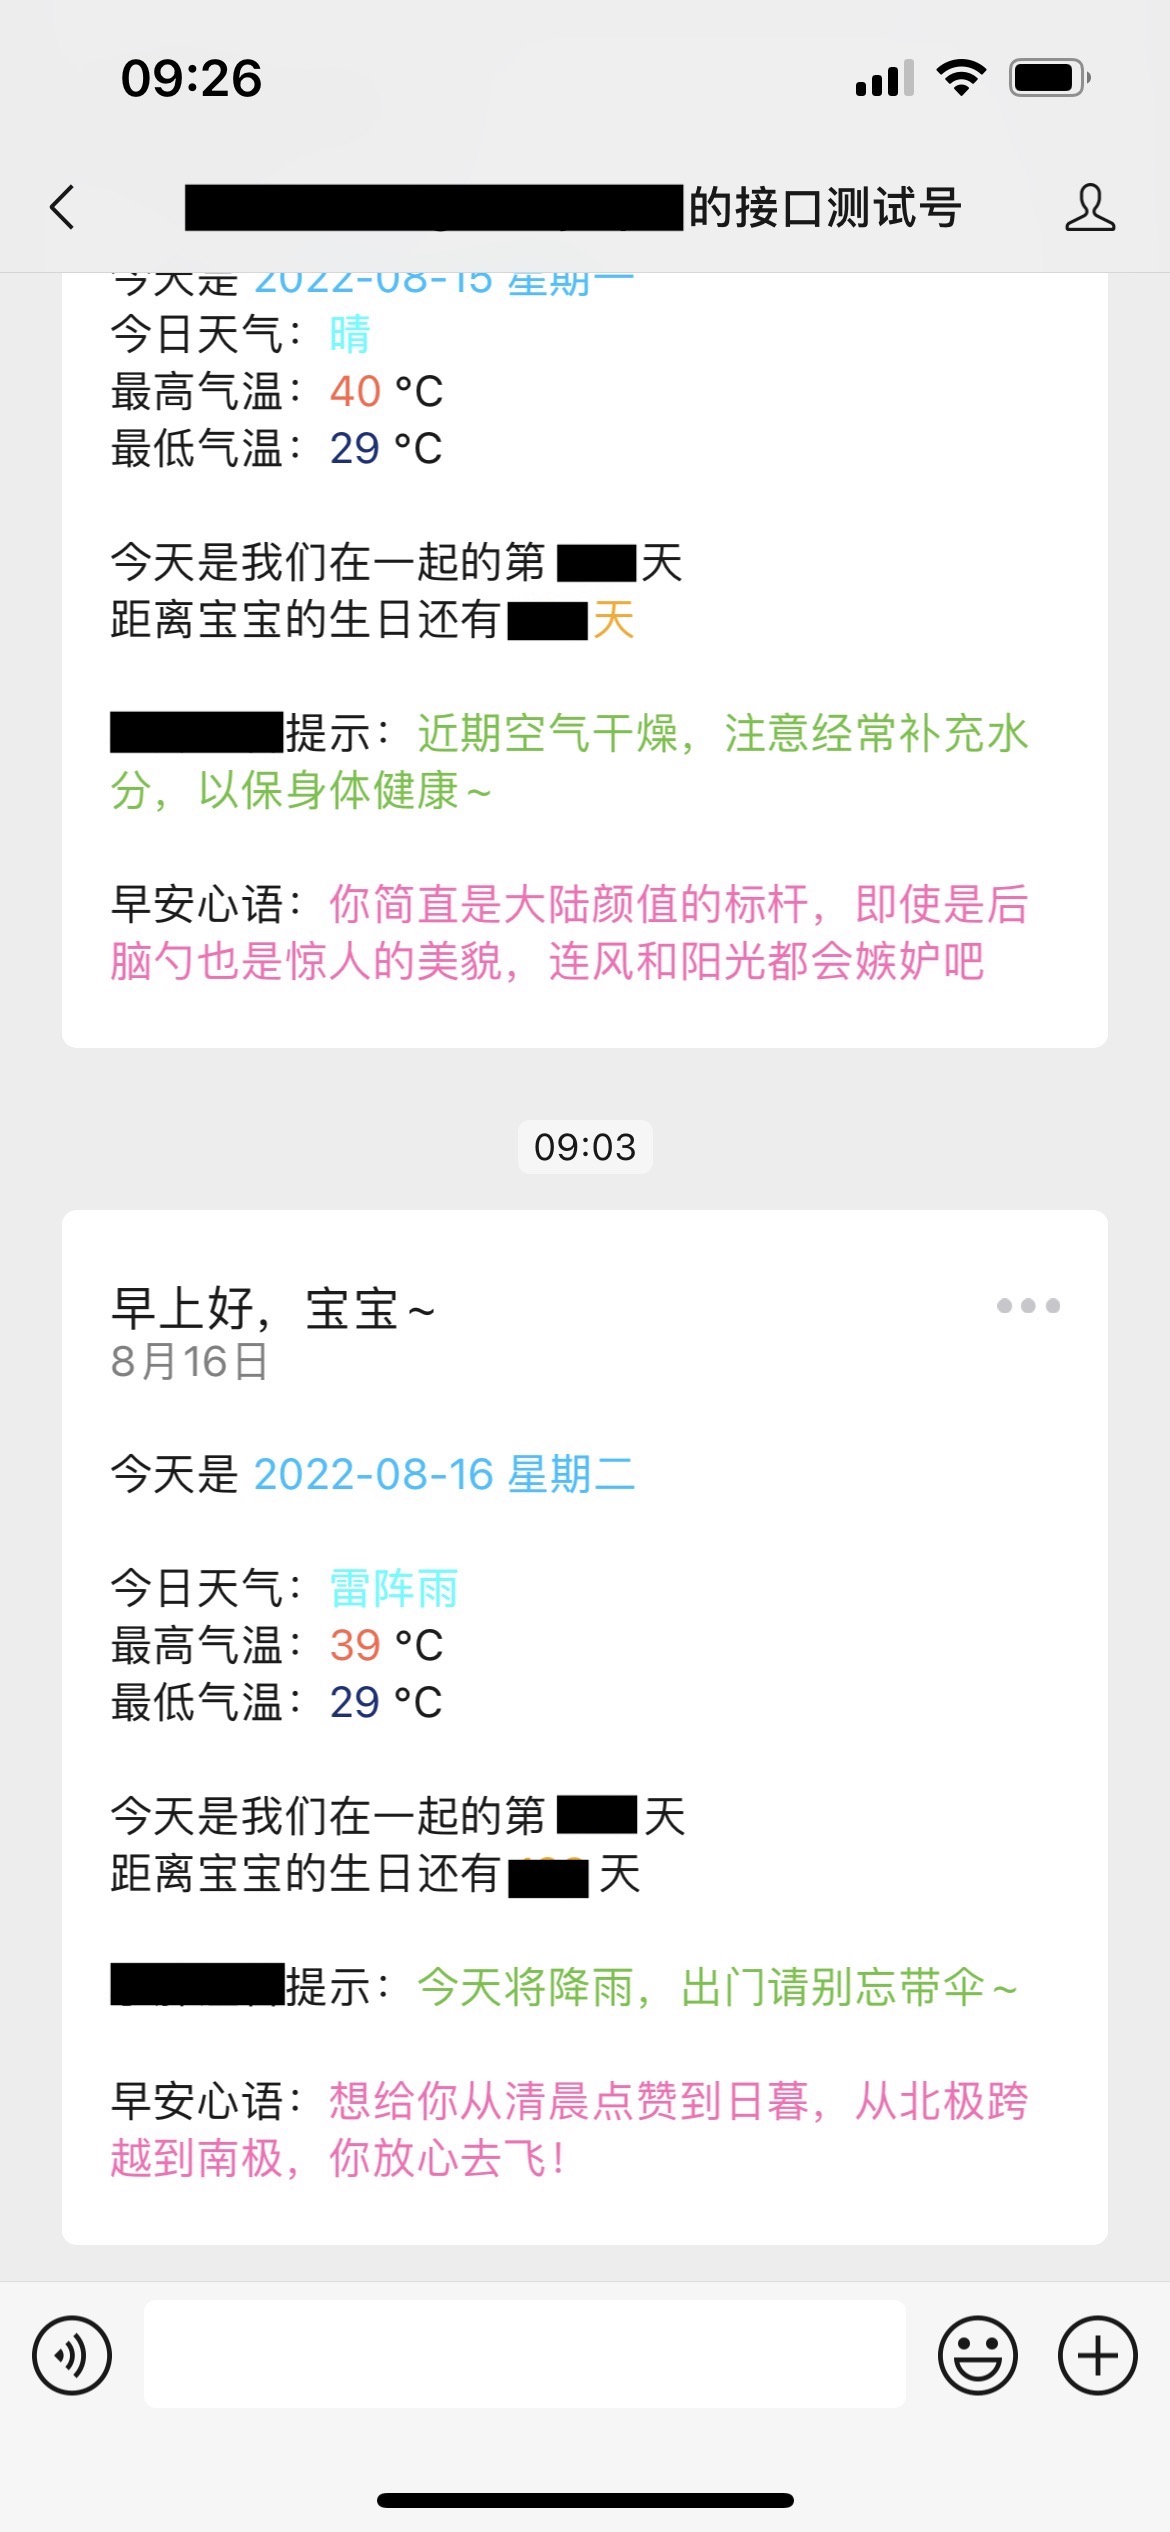 09:26
的接口测试号
今天是 2022-08-15 星期一
今日天气：晴
最高气温：40 °C
最低气温：29 °C
今天是我们在一起的第 天
距离宝宝的生日还有 天
提示：近期空气干燥，注意经常补充水
分，以保身体健康~
早安心语：你简直是大陆颜值的标杆，即使是后
脑勺也是惊人的美貌，连风和阳光都会嫉妒吧
09:03
早上好，宝宝~
8月16日
今天是 2022-08-16 星期二
今日天气：雷阵雨
最高气温：39 °C
最低气温：29 °C
今天是我们在一起的第 天
距离宝宝的生日还有 天
提示：今天将降雨，出门请别忘带伞~
早安心语：想给你从清晨点赞到日暮，从北极跨
越到南极，你放心去飞！